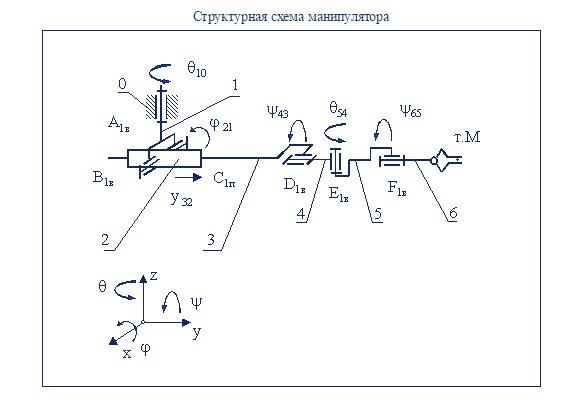 Структурная схема манипулятора
θ10
0
1
A1в
φ21
Ψ43
θ54
Ψ65
т.М
B1в
y32
C1п
D1в
E1в
F1в
2
3
4
5
6
z
θ
Ψ
y
x
φ